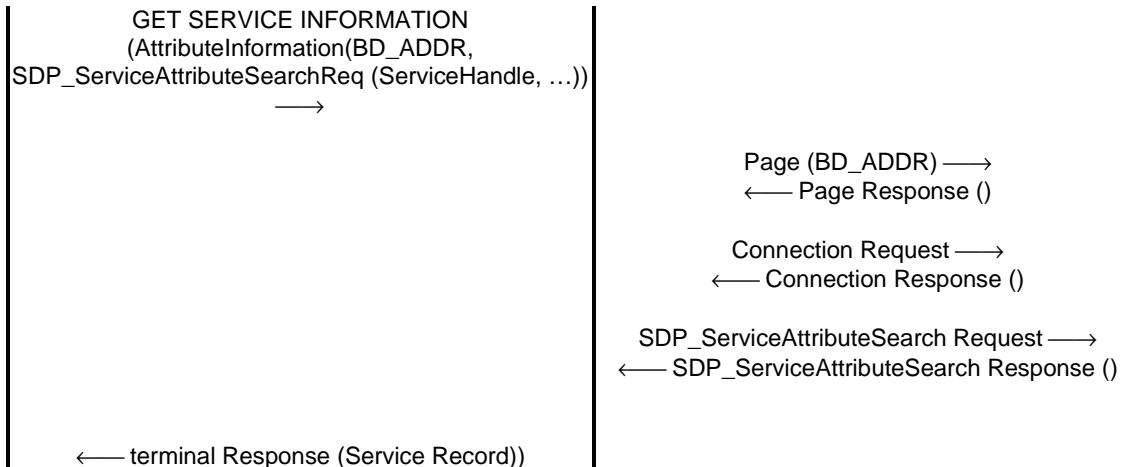 GET SERVICE INFORMATION
(AttributeInformation(BD_ADDR,
SDP_ServiceAttributeSearchReq (ServiceHandle, …))
⟶
Page (BD_ADDR) ⟶
⟵ Page Response ()
Connection Request ⟶
⟵ Connection Response ()
SDP_ServiceAttributeSearch Request ⟶
⟵ SDP_ServiceAttributeSearch Response ()
⟵ terminal Response (Service Record))